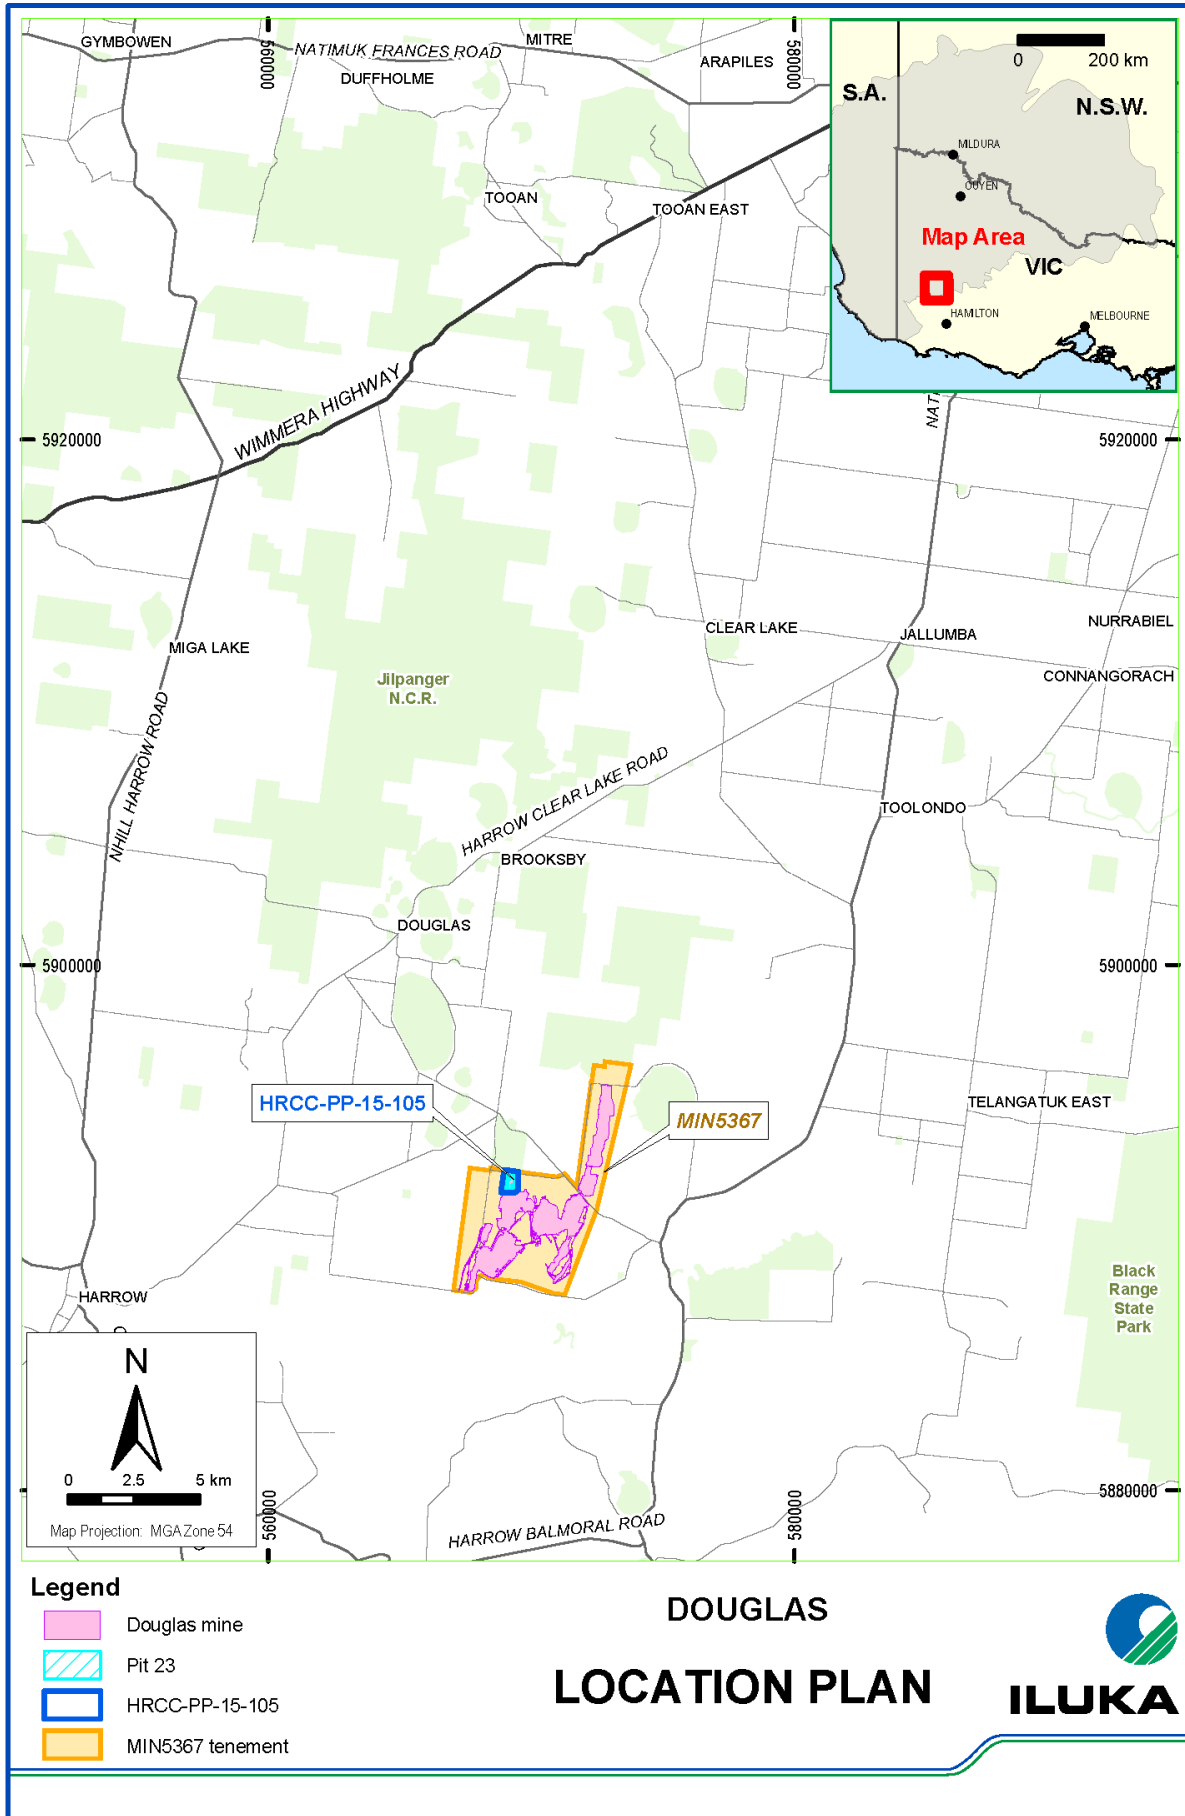 GYMBOWEN
NATIMUK FRANCES ROAD
MITRE
DUFFHOLME
ARAPILES
560000
580000
0 200 km
S.A.
N.S.W.
MILDURA
OUYEN
Map Area
VIC
HAMILTON
MELBOURNE
TOOAN
TOOAN EAST
WIMMERA HIGHWAY
NAT
5920000
5920000
CLEAR LAKE
NURRABIEL
JALLUMBA
MIGA LAKE
CONNANGORACH
Jilpanger
N.C.R.
NHILL HARROW ROAD
HARROW CLEAR LAKE ROAD
TOOLONDO
BROOKSBY
DOUGLAS
5900000
5900000
HRCC-PP-15-105
MIN5367
TELANGATUK EAST
Black
Range
State
Park
HARROW
N
0 2.5 5 km
Map Projection: MGA Zone 54
5880000
560000
580000
HARROW BALMORAL ROAD
Legend
Douglas mine
Pit 23
HRCC-PP-15-105
MIN5367 tenement
DOUGLAS
LOCATION PLAN
ILUKA